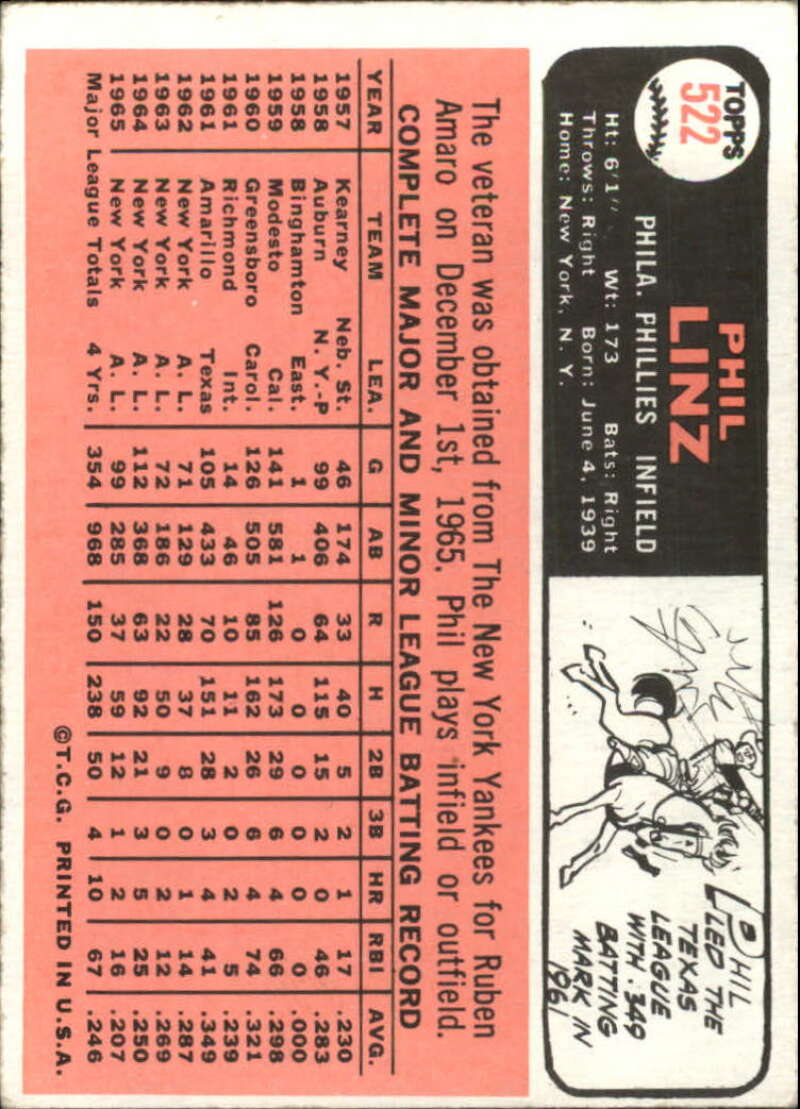 TOPPS
522
PHIL
LINZ
PHILA. PHILLIES INFIELD
Ht: 6'1" Wt: 173 Bats: Right
Throws: Right Born: June 4, 1939
Home: New York, N. Y.
PHIL
LED THE
TEXAS
LEAGUE
WITH .349
BATTING
MARK IN
1961
The veteran was obtained from The New York Yankees for Ruben
Amaro on December 1st, 1965. Phil plays infield or outfield.
COMPLETE MAJOR AND MINOR LEAGUE BATTING RECORD
YEAR TEAM LEA. G AB R H 2B 3B HR RBI AVG.
1957 Kearney Neb. St. 46 174 33 40 5 2 1 17 .230
1958 Auburn N. Y.-P 99 406 64 115 15 2 0 46 .283
1958 Binghamton East. 1 1 0 0 0 0 0 0 .000
1959 Modesto Cal. 141 581 126 173 29 6 4 66 .298
1960 Greensboro Carol. 126 505 85 162 26 6 4 74 .321
1961 Richmond Int. 14 46 10 11 2 0 2 5 .239
1961 Amarillo Texas 105 433 70 151 28 3 4 41 .349
1962 New York A. L. 71 129 28 37 8 0 1 14 .287
1963 New York A. L. 72 186 22 50 9 0 2 12 .269
1964 New York A. L. 112 368 63 92 21 3 5 25 .250
1965 New York A. L. 99 285 37 59 12 1 2 16 .207
Major League Totals 4 Yrs. 354 968 150 238 50 4 10 67 .246
©T.C.G. PRINTED IN U.S.A.